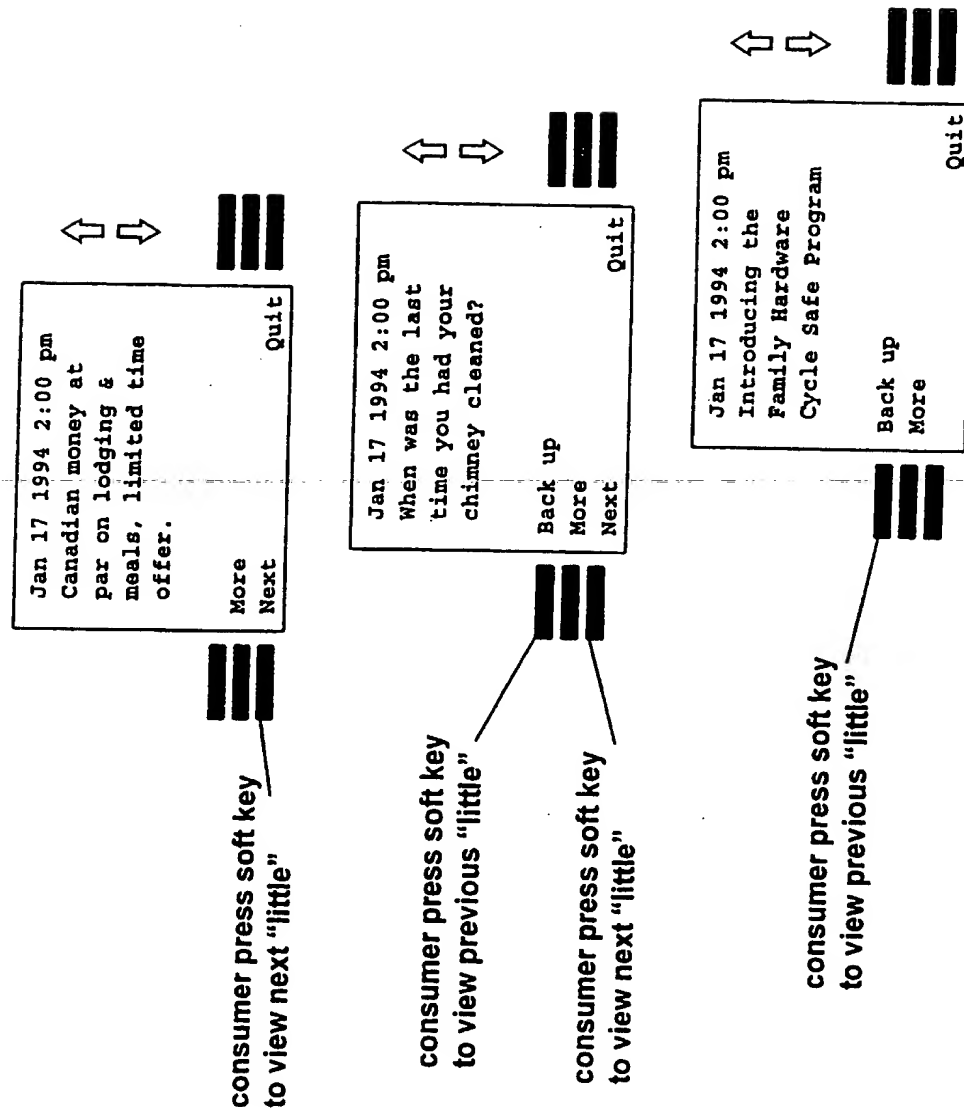 Jan 17 1994 2:00 pm
Canadian money at
par on lodging &
meals, limited time
offer.
More
Next
Quit
consumer press soft key
to view next “little”
Jan 17 1994 2:00 pm
When was the last
time you had your
chimney cleaned?
Back up
More
Next
Quit
consumer press soft key
to view previous “little”
consumer press soft key
to view next “little”
Jan 17 1994 2:00 pm
Introducing the
Family Hardware
Cycle Safe Program
Back up
More
Quit
consumer press soft key
to view previous “little”